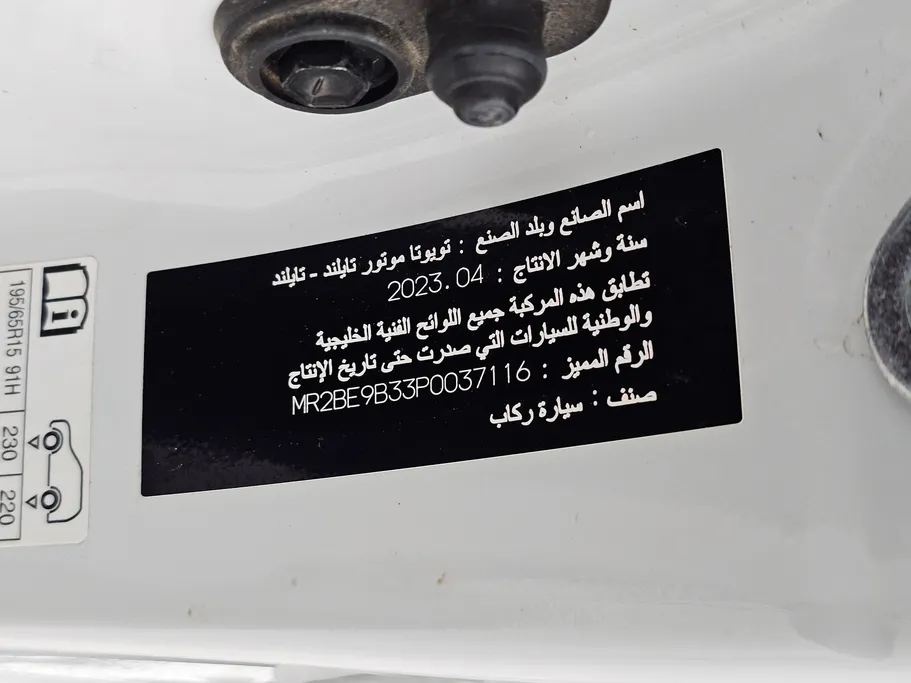 اسم الصانع وبلد الصنع : تويوتا موتور تايلند - تايلند
سنة وشهر الانتاج : 2023.04
تطابق هذه المركبة جميع اللوائح الفنية الخليجية
والوطنية للسيارات التي صدرت حتى تاريخ الإنتاج
الرقم المميز : MR2BE9B33P0037116
صنف : سيارة ركاب
195/65R15 91H
230
220